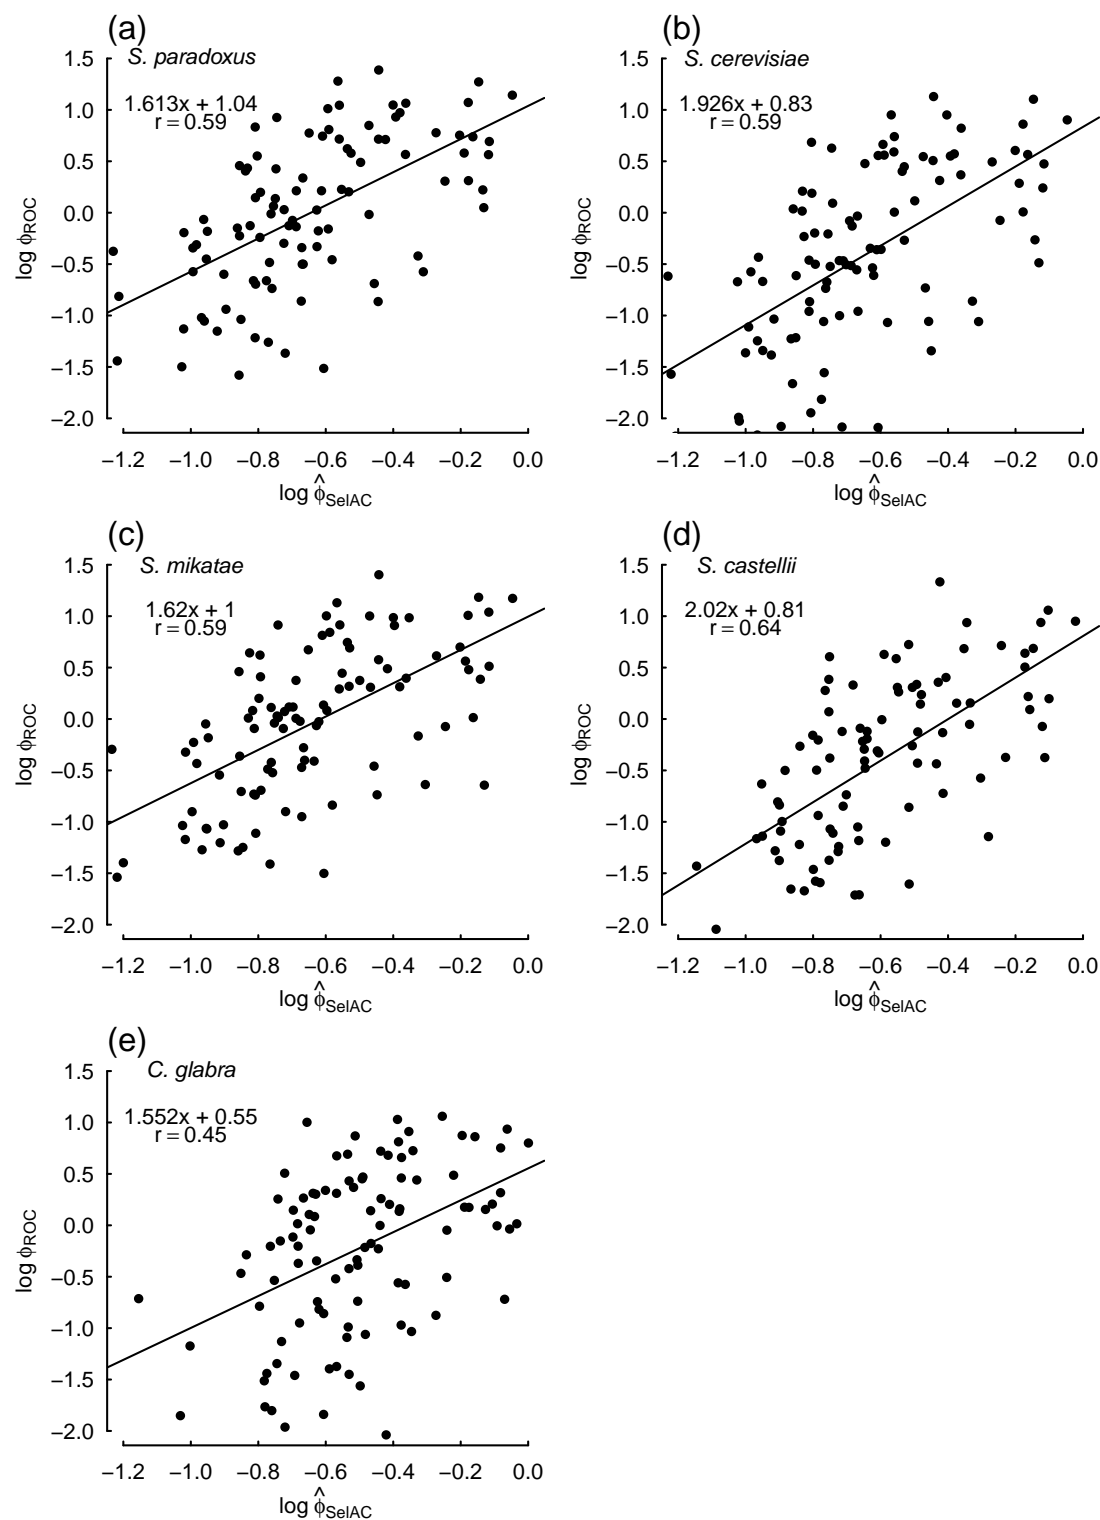 (a)
S. paradoxus
1.613x + 1.04
r = 0.59
1.5
1.0
0.5
0.0
−0.5
−1.0
−1.5
−2.0
log ϕROC
−1.2 −1.0 −0.8 −0.6 −0.4 −0.2 0.0
log ϕ̂SelAC
(b)
S. cerevisiae
1.926x + 0.83
r = 0.59
1.5
1.0
0.5
0.0
−0.5
−1.0
−1.5
−2.0
log ϕROC
−1.2 −1.0 −0.8 −0.6 −0.4 −0.2 0.0
log ϕ̂SelAC
(c)
S. mikatae
1.62x + 1
r = 0.59
1.5
1.0
0.5
0.0
−0.5
−1.0
−1.5
−2.0
log ϕROC
−1.2 −1.0 −0.8 −0.6 −0.4 −0.2 0.0
log ϕ̂SelAC
(d)
S. castellii
2.02x + 0.81
r = 0.64
1.5
1.0
0.5
0.0
−0.5
−1.0
−1.5
−2.0
log ϕROC
−1.2 −1.0 −0.8 −0.6 −0.4 −0.2 0.0
log ϕ̂SelAC
(e)
C. glabra
1.552x + 0.55
r = 0.45
1.5
1.0
0.5
0.0
−0.5
−1.0
−1.5
−2.0
log ϕROC
−1.2 −1.0 −0.8 −0.6 −0.4 −0.2 0.0
log ϕ̂SelAC